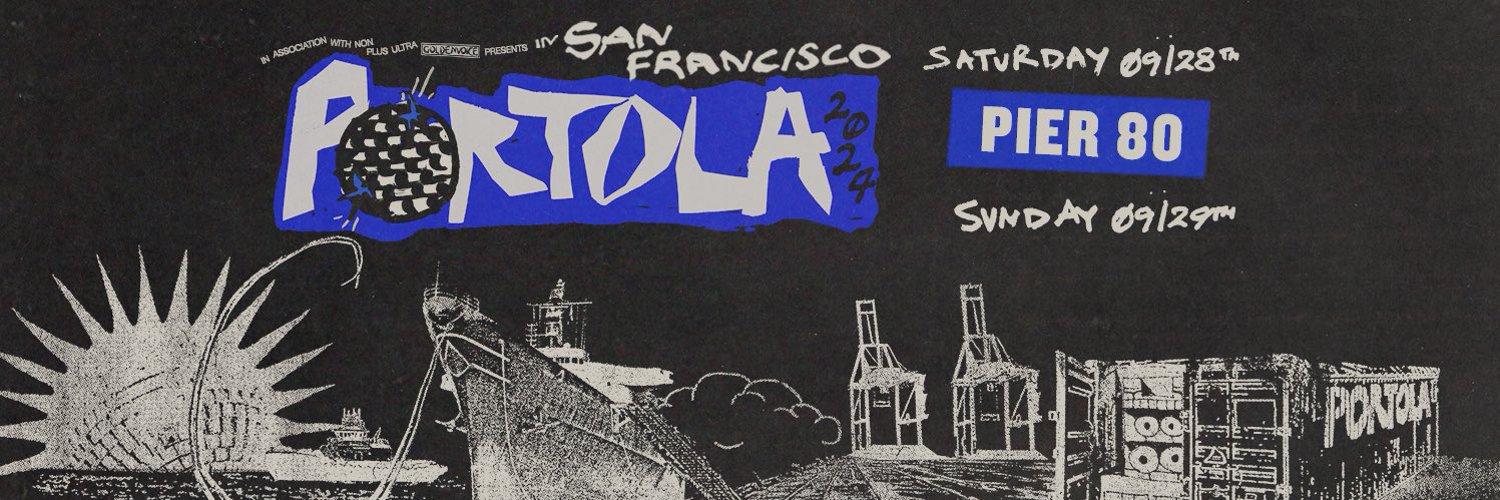 IN ASSOCIATION WITH NON PLUS ULTRA GOLDENVOICE PRESENTS IN SAN FRANCISCO
PORTOLA 2024
SATURDAY 09/28TH
PIER 80
SUNDAY 09/29TH
PORTOLA